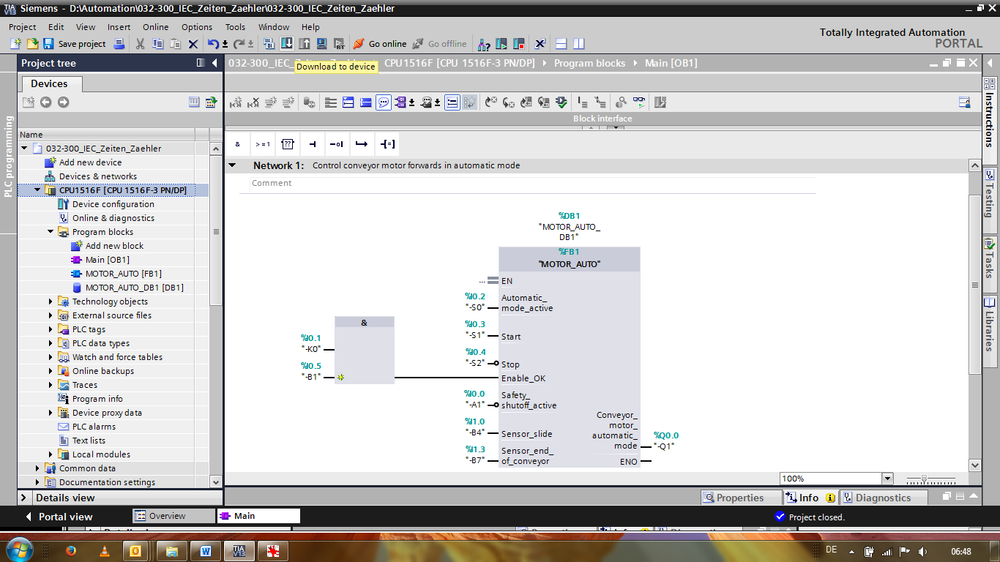 TIA
V13
Siemens - D:\Automation\032-300_IEC_Zeiten_Zaehler\032-300_IEC_Zeiten_Zaehler
Project Edit View Insert Online Options Tools Window Help
Totally Integrated Automation
PORTAL
Save project Go online Go offline
Download to device
Project tree
CPU1516F [CPU 1516F-3 PN/DP] Program blocks Main [OB1]
Devices
PLC programming
Block interface
Name
032-300_IEC_Zeiten_Zaehler
Add new device
Devices & networks
CPU1516F [CPU 1516F-3 PN/DP]
Device configuration
Online & diagnostics
Program blocks
Add new block
Main [OB1]
MOTOR_AUTO [FB1]
MOTOR_AUTO_DB1 [DB1]
Technology objects
External source files
PLC tags
PLC data types
Watch and force tables
Online backups
Traces
Program info
Device proxy data
PLC alarms
Text lists
Local modules
Common data
Documentation settings
Details view
& >=1 ??
Network 1: Control conveyor motor forwards in automatic mode
Comment
%DB1
"MOTOR_AUTO_
DB1"
%FB1
"MOTOR_AUTO"
... EN
%I0.2
"-S0"
Automatic_
mode_active
%I0.3
"-S1"
Start
%I0.4
"-S2"
Stop
&
%I0.1
"-K0"
%I0.5
"-B1"
Enable_OK
%I0.0
"-A1"
Safety_
shutoff_active
%I1.0
"-B4"
Sensor_slide
%I1.3
"-B7"
Sensor_end_
of_conveyor
Conveyor_
motor_
automatic_
mode
%Q0.0
"-Q1"
ENO
100%
Instructions
Testing
Tasks
Libraries
Properties Info Diagnostics
Portal view Overview Main Project closed.
TIA
V13
DE 06:48